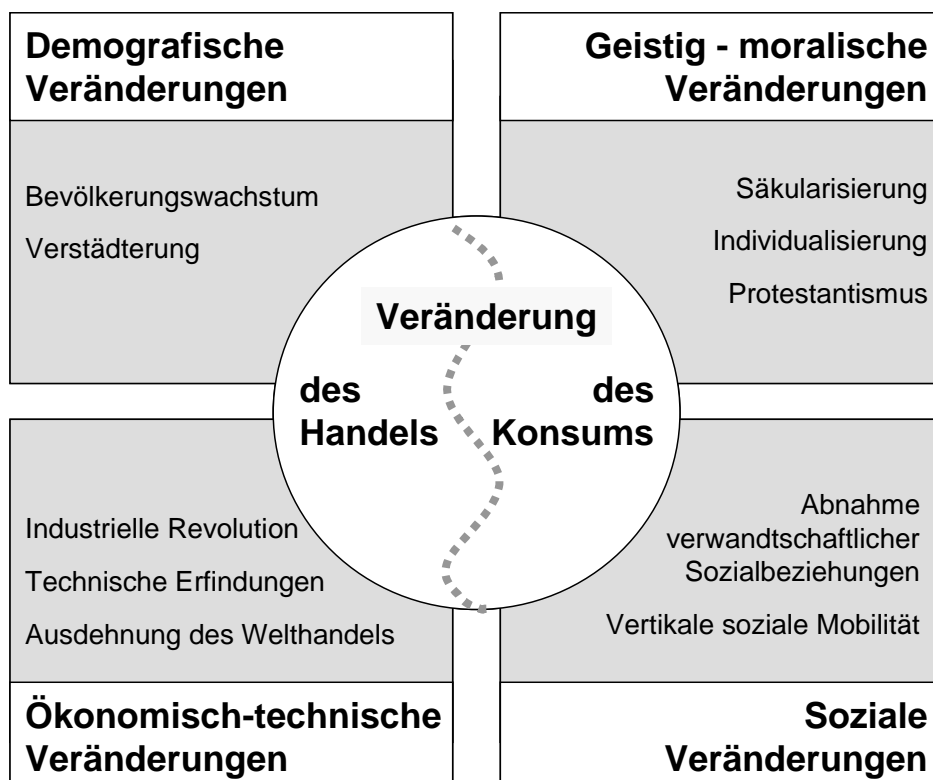 Demografische
Veränderungen
Bevölkerungswachstum
Verstädterung
Geistig - moralische
Veränderungen
Säkularisierung
Individualisierung
Protestantismus
Veränderung
des
Handels
des
Konsums
Industrielle Revolution
Technische Erfindungen
Ausdehnung des Welthandels
Ökonomisch-technische
Veränderungen
Abnahme
verwandtschaftlicher
Sozialbeziehungen
Vertikale soziale Mobilität
Soziale
Veränderungen